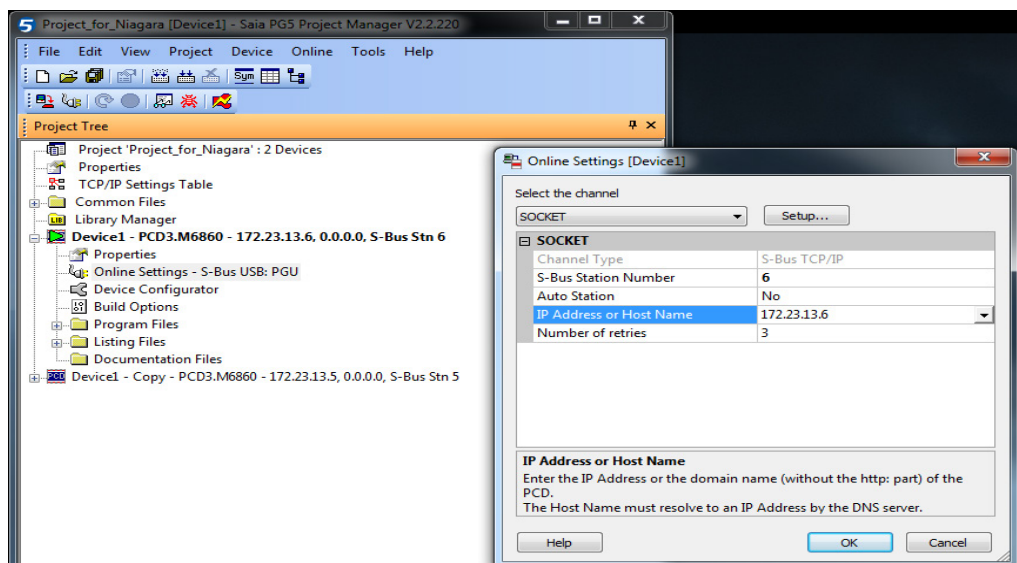 Project_for_Niagara [Device1] - Saia PG5 Project Manager V2.2.220
File Edit View Project Device Online Tools Help
Sym
Project Tree
Project 'Project_for_Niagara' : 2 Devices
Properties
TCP/IP Settings Table
Common Files
LIB Library Manager
Device1 - PCD3.M6860 - 172.23.13.6, 0.0.0.0, S-Bus Stn 6
Properties
Online Settings - S-Bus USB: PGU
Device Configurator
Build Options
Program Files
Listing Files
Documentation Files
PCD Device1 - Copy - PCD3.M6860 - 172.23.13.5, 0.0.0.0, S-Bus Stn 5
Online Settings [Device1]
Select the channel
SOCKET Setup...
SOCKET
Channel Type S-Bus TCP/IP
S-Bus Station Number 6
Auto Station No
IP Address or Host Name 172.23.13.6
Number of retries 3
IP Address or Host Name
Enter the IP Address or the domain name (without the http: part) of the
PCD.
The Host Name must resolve to an IP Address by the DNS server.
Help OK Cancel